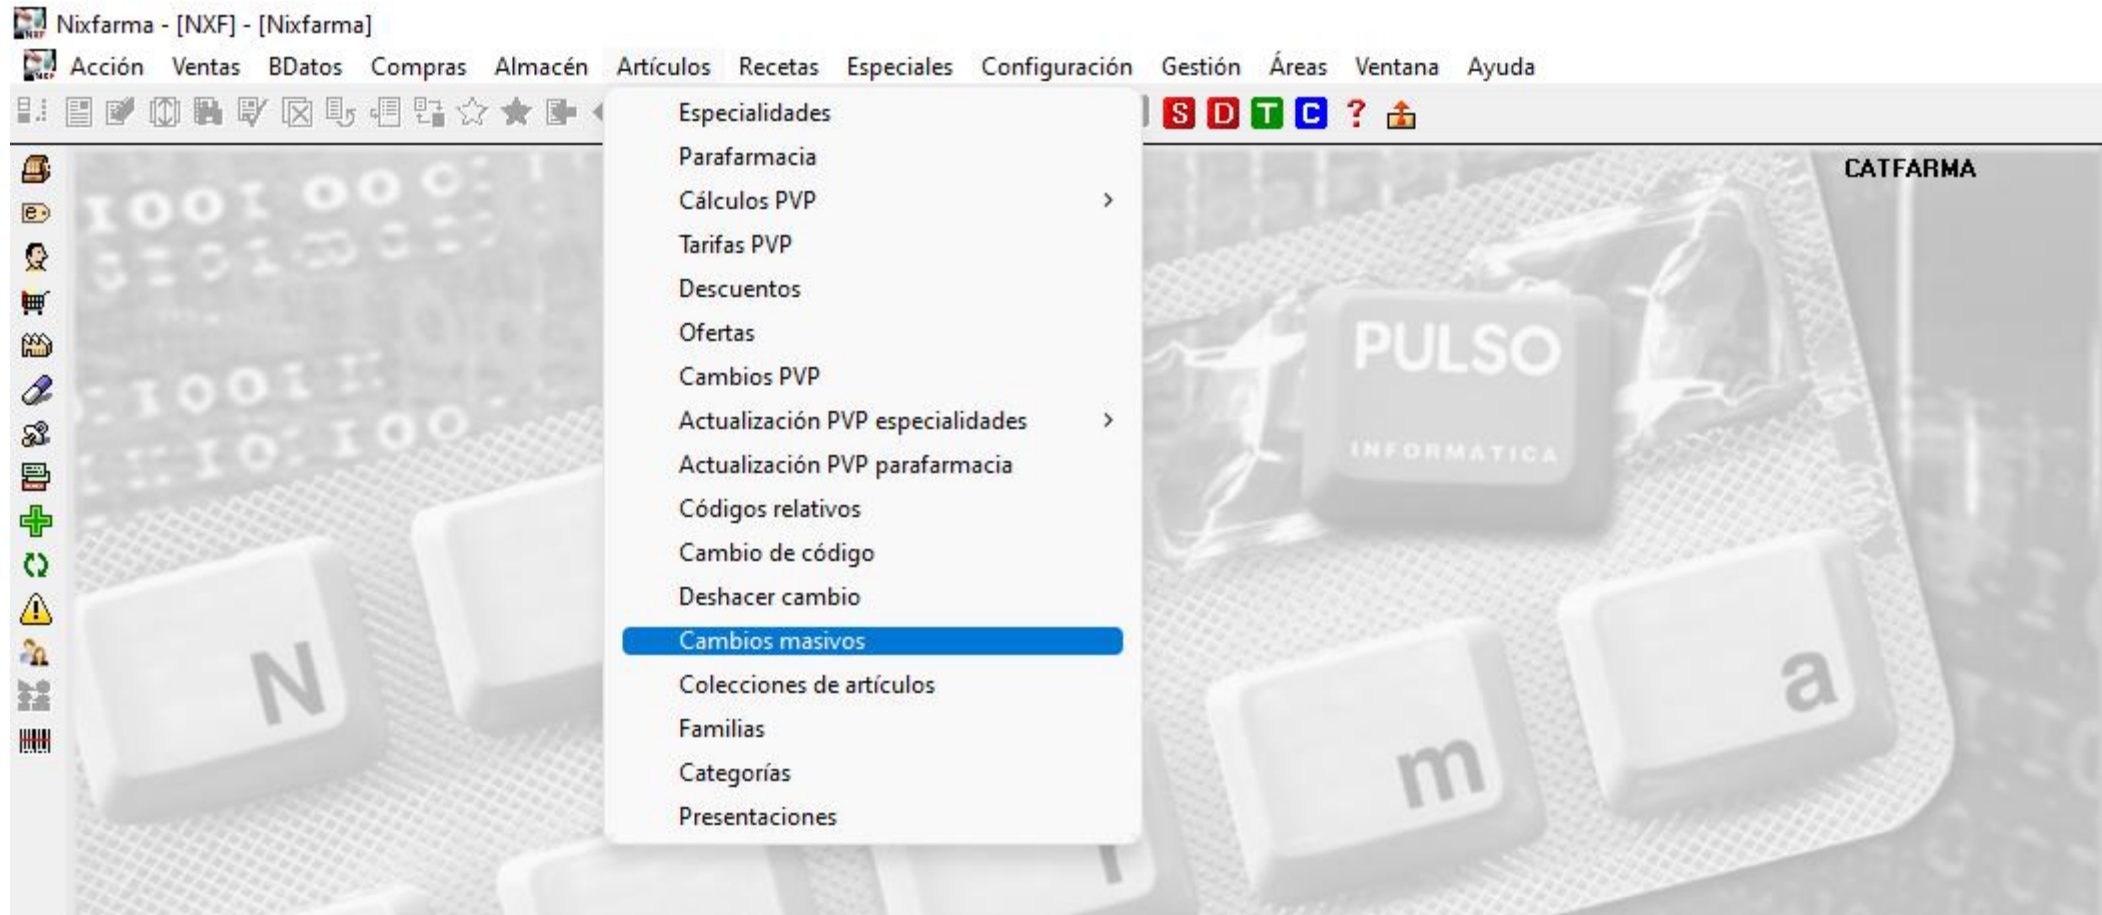 Nixfarma - [NXF] - [Nixfarma]
Acción Ventas BDatos Compras Almacén Artículos Recetas Especiales Configuración Gestión Áreas Ventana Ayuda
S D T C ?
CATFARMA
Especialidades
Parafarmacia
Cálculos PVP >
Tarifas PVP
Descuentos
Ofertas
Cambios PVP
Actualización PVP especialidades >
Actualización PVP parafarmacia
Códigos relativos
Cambio de código
Deshacer cambio
Cambios masivos
Colecciones de artículos
Familias
Categorías
Presentaciones
PULSO
INFORMATICA
N
m
a